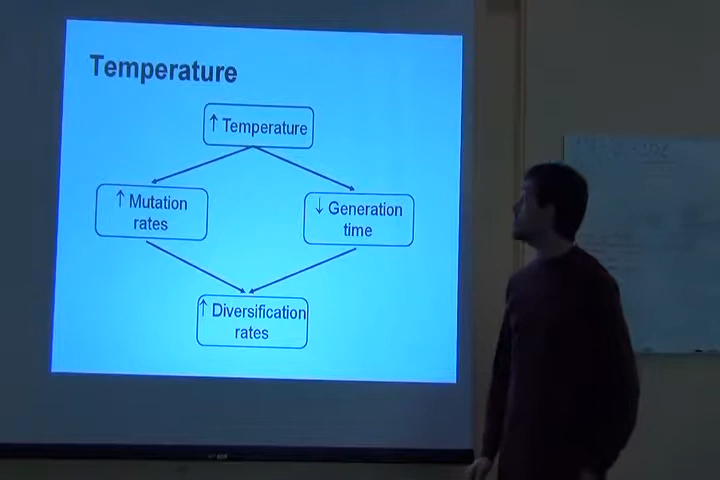 Temperature
↑ Temperature
↑ Mutation
rates
↓ Generation
time
↑ Diversification
rates